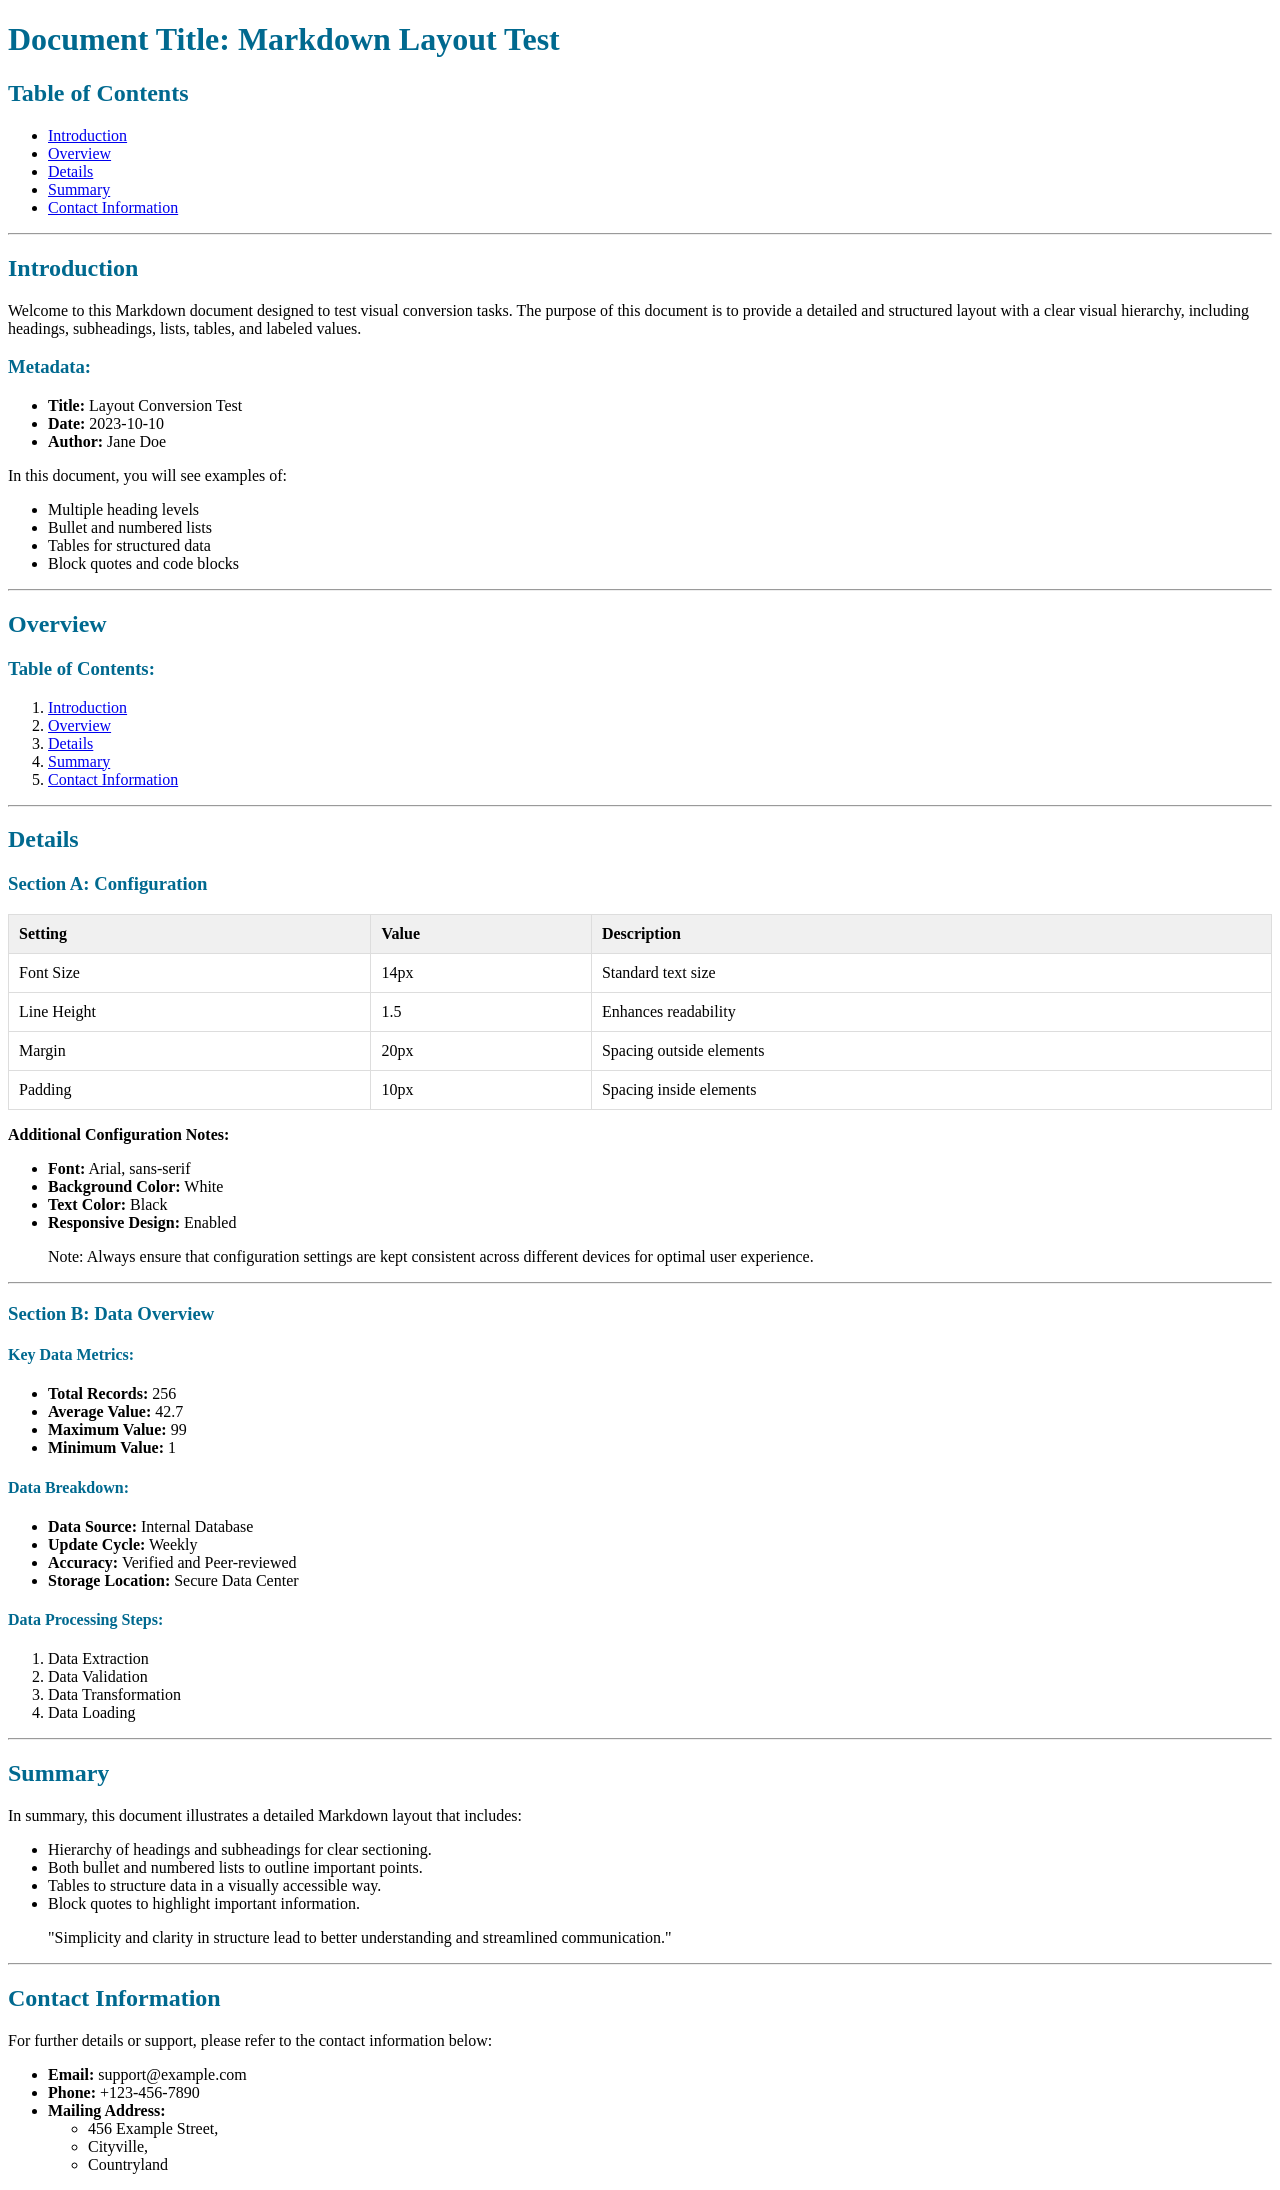 Document Title: Markdown Layout Test
Table of Contents
Introduction
Overview
Details
Summary
Contact Information
Introduction
Welcome to this Markdown document designed to test visual conversion tasks. The purpose of this document is to provide a detailed and structured layout with a clear visual hierarchy, including
headings, subheadings, lists, tables, and labeled values.
Metadata:
Title: Layout Conversion Test
Date: 2023-10-10
Author: Jane Doe
In this document, you will see examples of:
Multiple heading levels
Bullet and numbered lists
Tables for structured data
Block quotes and code blocks
Overview
Table of Contents:
1. Introduction
2. Overview
3. Details
4. Summary
5. Contact Information
Details
Section A: Configuration
Setting Value Description
Font Size 14px Standard text size
Line Height 1.5 Enhances readability
Margin 20px Spacing outside elements
Padding 10px Spacing inside elements
Additional Configuration Notes:
Font: Arial, sans-serif
Background Color: White
Text Color: Black
Responsive Design: Enabled
Note: Always ensure that configuration settings are kept consistent across different devices for optimal user experience.
Section B: Data Overview
Key Data Metrics:
Total Records: 256
Average Value: 42.7
Maximum Value: 99
Minimum Value: 1
Data Breakdown:
Data Source: Internal Database
Update Cycle: Weekly
Accuracy: Verified and Peer-reviewed
Storage Location: Secure Data Center
Data Processing Steps:
1. Data Extraction
2. Data Validation
3. Data Transformation
4. Data Loading
Summary
In summary, this document illustrates a detailed Markdown layout that includes:
Hierarchy of headings and subheadings for clear sectioning.
Both bullet and numbered lists to outline important points.
Tables to structure data in a visually accessible way.
Block quotes to highlight important information.
"Simplicity and clarity in structure lead to better understanding and streamlined communication."
Contact Information
For further details or support, please refer to the contact information below:
Email: support@example.com
Phone: +123-456-7890
Mailing Address:
456 Example Street,
Cityville,
Countryland